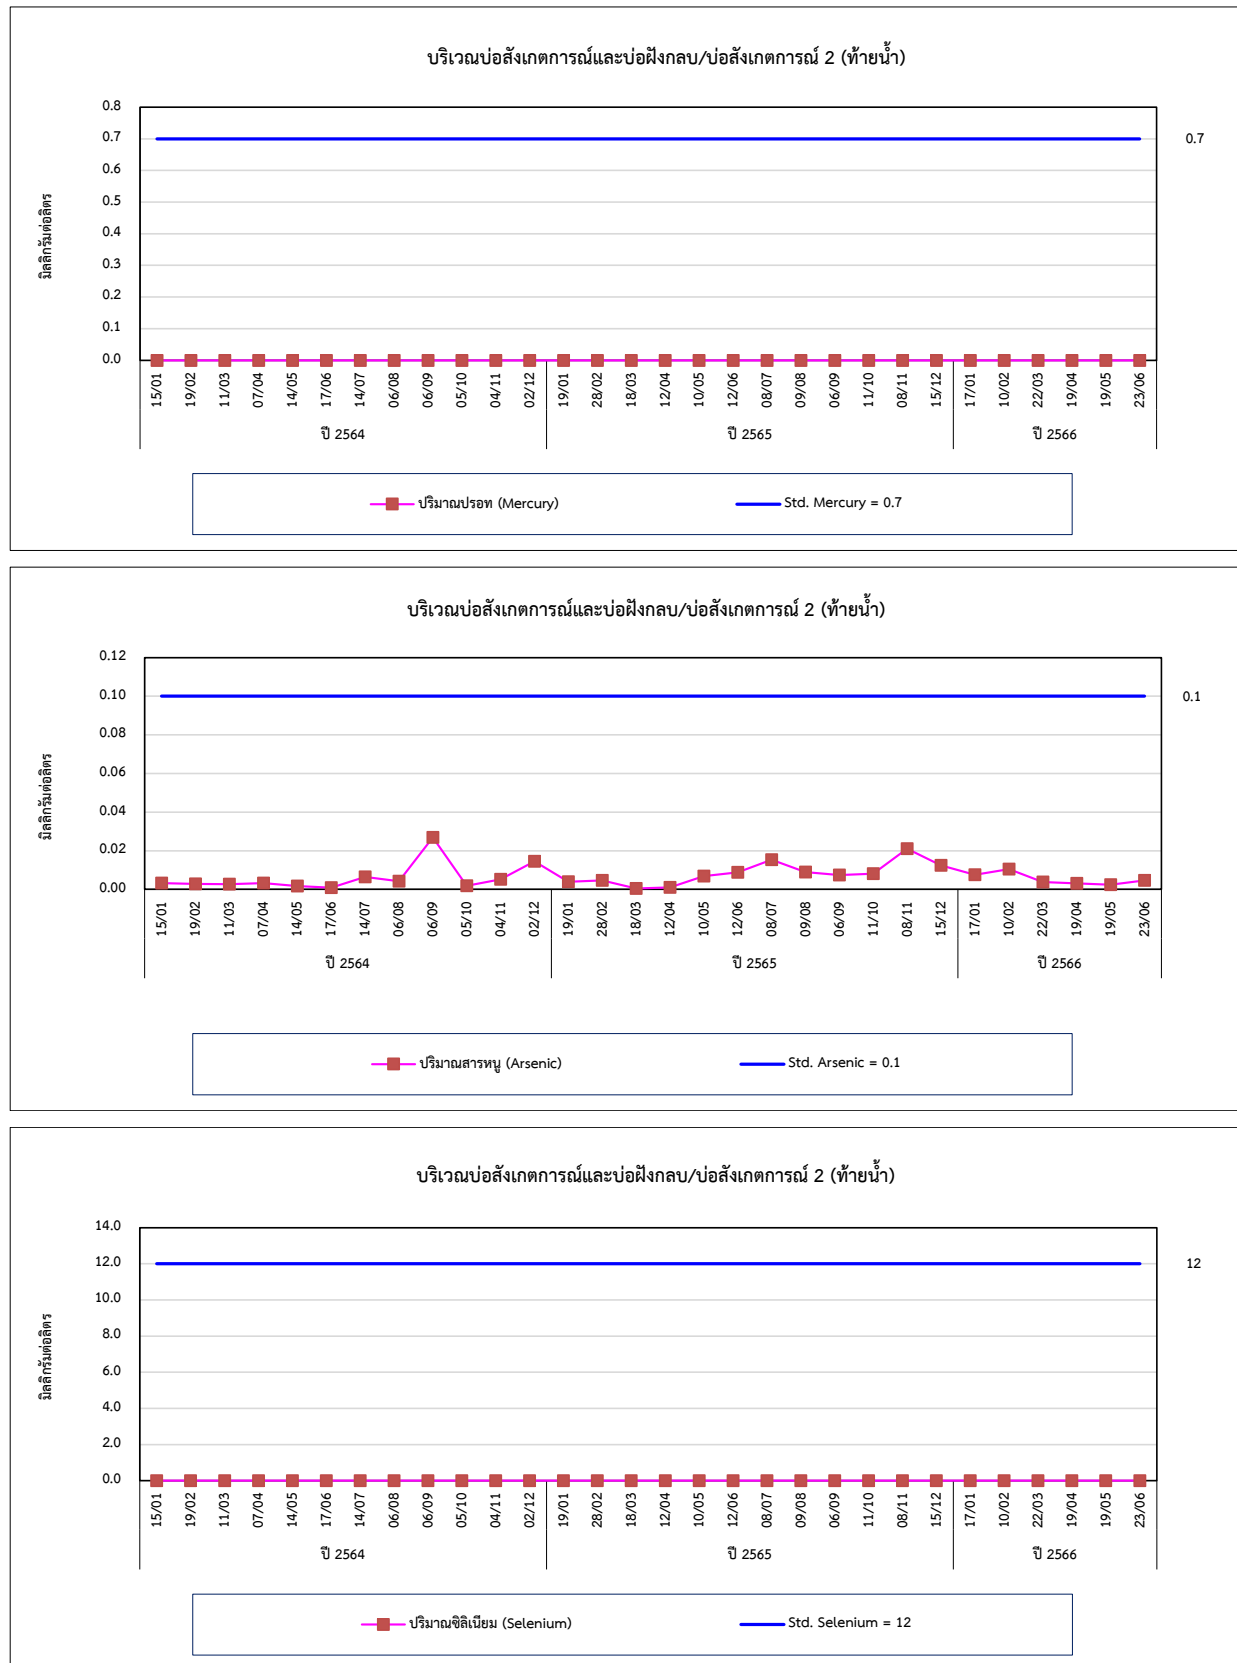 บริเวณบ่อสังเกตการณ์และบ่อฝังกลบ/บ่อสังเกตการณ์ 2 (ท้ายน้ำ)
มิลลิกรัมต่อลิตร
0.8
0.7
0.6
0.5
0.4
0.3
0.2
0.1
0.0
0.7
15/01 19/02 11/03 07/04 14/05 17/06 14/07 06/08 06/09 05/10 04/11 02/12 19/01 28/02 18/03 12/04 10/05 12/06 08/07 09/08 06/09 11/10 08/11 15/12 17/01 10/02 22/03 19/04 19/05 23/06
ปี 2564 ปี 2565 ปี 2566
ปริมาณปรอท (Mercury) Std. Mercury = 0.7
บริเวณบ่อสังเกตการณ์และบ่อฝังกลบ/บ่อสังเกตการณ์ 2 (ท้ายน้ำ)
มิลลิกรัมต่อลิตร
0.12
0.10
0.08
0.06
0.04
0.02
0.00
0.1
15/01 19/02 11/03 07/04 14/05 17/06 14/07 06/08 06/09 05/10 04/11 02/12 19/01 28/02 18/03 12/04 10/05 12/06 08/07 09/08 06/09 11/10 08/11 15/12 17/01 10/02 22/03 19/04 19/05 23/06
ปี 2564 ปี 2565 ปี 2566
ปริมาณสารหนู (Arsenic) Std. Arsenic = 0.1
บริเวณบ่อสังเกตการณ์และบ่อฝังกลบ/บ่อสังเกตการณ์ 2 (ท้ายน้ำ)
มิลลิกรัมต่อลิตร
14.0
12.0
10.0
8.0
6.0
4.0
2.0
0.0
12
15/01 19/02 11/03 07/04 14/05 17/06 14/07 06/08 06/09 05/10 04/11 02/12 19/01 28/02 18/03 12/04 10/05 12/06 08/07 09/08 06/09 11/10 08/11 15/12 17/01 10/02 22/03 19/04 19/05 23/06
ปี 2564 ปี 2565 ปี 2566
ปริมาณซิลิเนียม (Selenium) Std. Selenium = 12